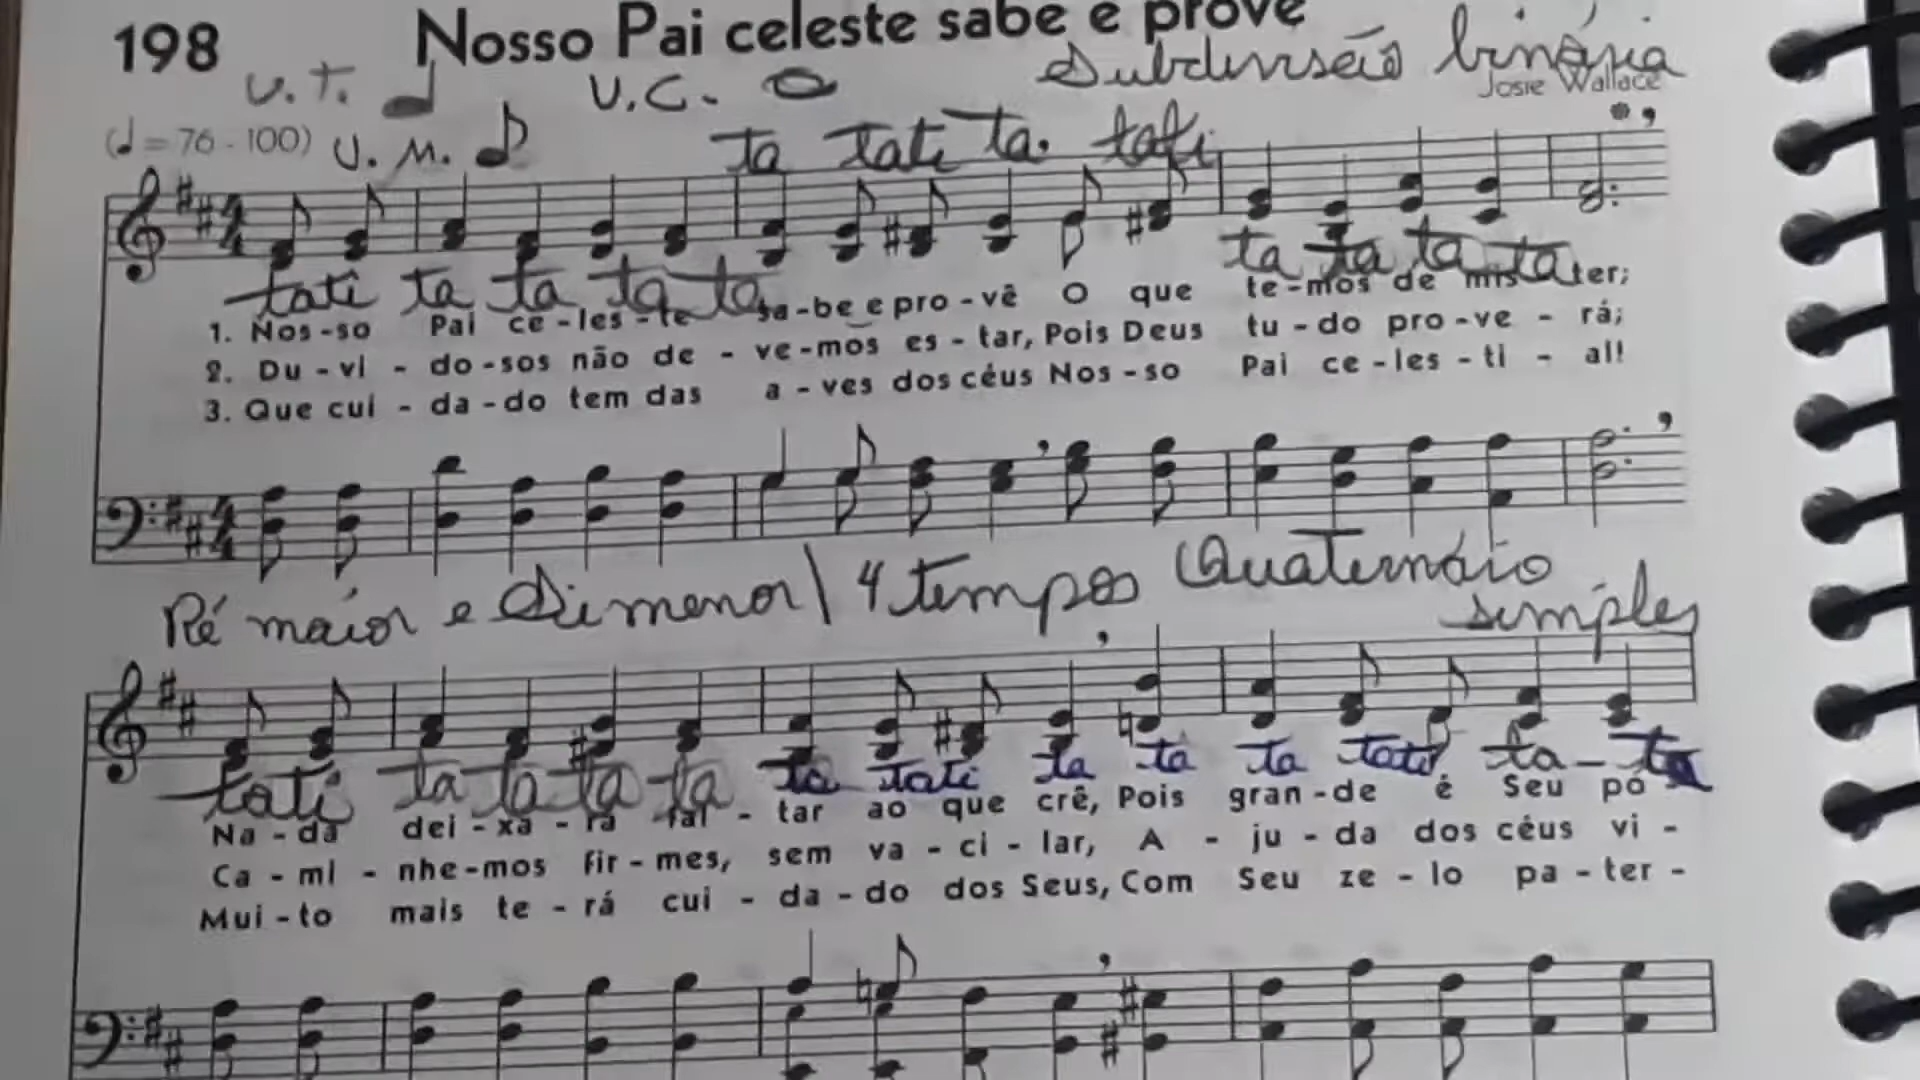 198 Nosso Pai celeste sabe e provê
U.T. U.C. Subdivisão binária
Josie Wallace
(♩ = 76 - 100) U.M. ♪ ta tati ta. tati
ta ta ta ta
tati ta ta ta ta
1. Nos-so Pai ce-les-te sa-be e pro-vê O que te-mos de mis-ter;
2. Du-vi-do-sos não de-ve-mos es-tar, Pois Deus tu-do pro-ve-rá;
3. Que cui-da-do tem das a-ves dos céus Nos-so Pai ce-les-ti-al!
Ré maior e Si menor | 4 tempos Quaternáio
simples
tati ta ta ta ta ta tati ta ta ta tati ta - ta
Na-da dei-xa-rá fal-tar ao que crê, Pois gran-de é Seu po
Ca-mi-nhe-mos fir-mes, sem va-ci-lar, A-ju-da dos céus vi-
Mui-to mais te-rá cui-da-do dos Seus, Com Seu ze-lo pa-ter-